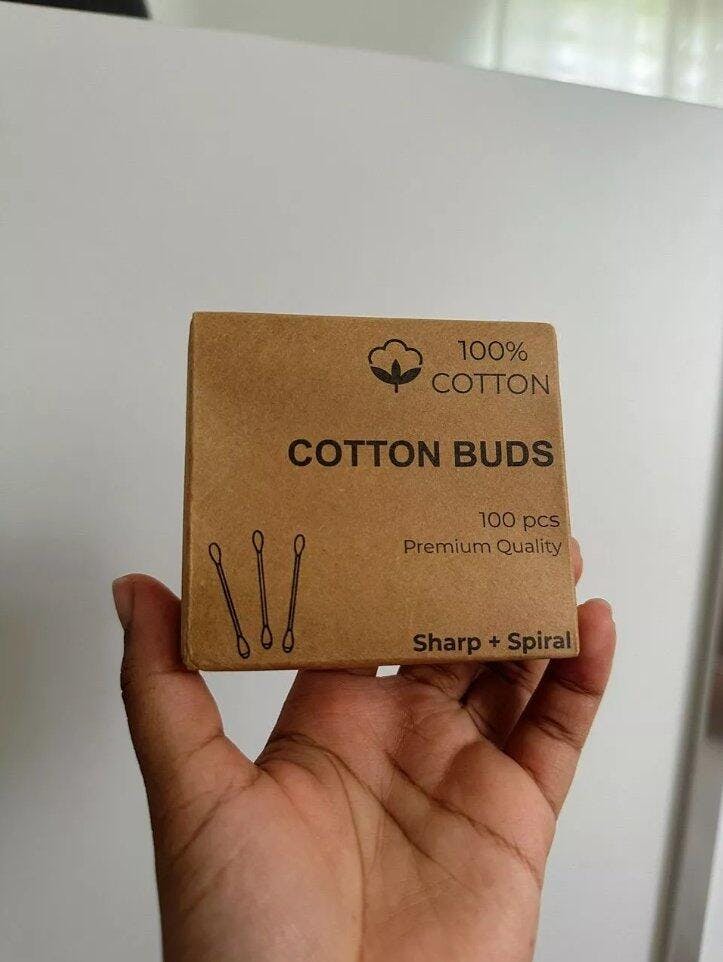 100%
COTTON
COTTON BUDS
100 pcs
Premium Quality
Sharp + Spiral